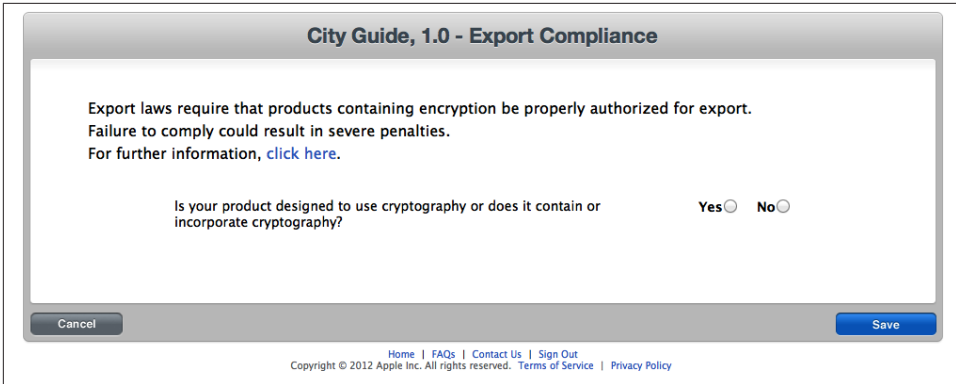 City Guide, 1.0 - Export Compliance
Export laws require that products containing encryption be properly authorized for export.
Failure to comply could result in severe penalties.
For further information, click here.
Is your product designed to use cryptography or does it contain or
incorporate cryptography?
Yes No
Cancel
Save
Home | FAQs | Contact Us | Sign Out
Copyright © 2012 Apple Inc. All rights reserved. Terms of Service | Privacy Policy